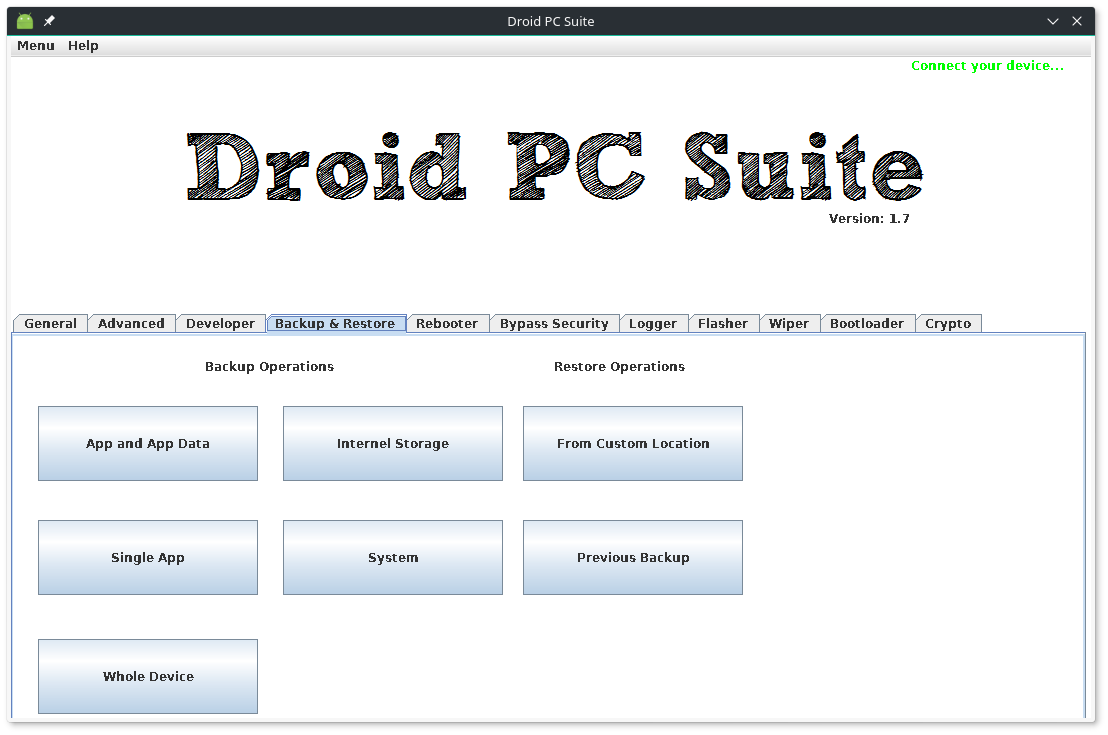 Droid PC Suite
Menu Help
Connect your device...
Droid PC Suite
Version: 1.7
General Advanced Developer Backup & Restore Rebooter Bypass Security Logger Flasher Wiper Bootloader Crypto
Backup Operations Restore Operations
App and App Data Internel Storage From Custom Location
Single App System Previous Backup
Whole Device